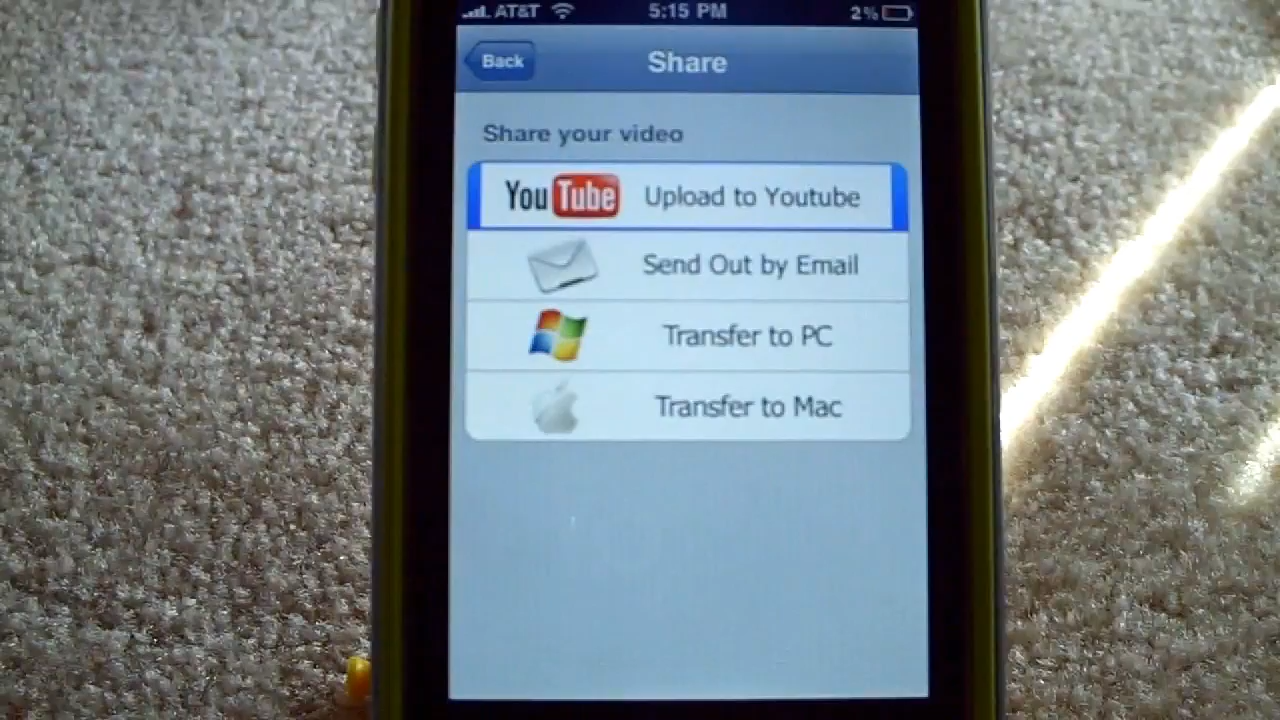 AT&T 5:15 PM 2%
Back Share
Share your video
YouTube Upload to Youtube
Send Out by Email
Transfer to PC
Transfer to Mac